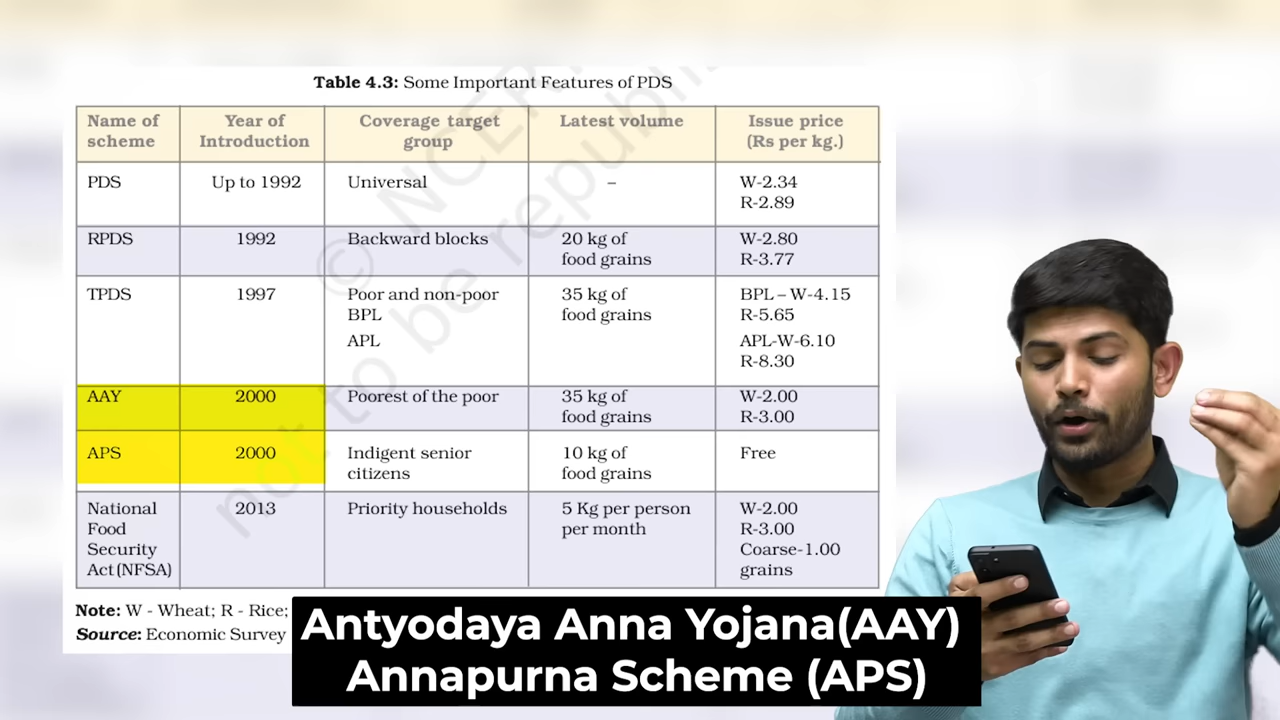 Table 4.3: Some Important Features of PDS
Name of scheme | Year of Introduction | Coverage target group | Latest volume | Issue price (Rs per kg.)
PDS | Up to 1992 | Universal | – | W-2.34 R-2.89
RPDS | 1992 | Backward blocks | 20 kg of food grains | W-2.80 R-3.77
TPDS | 1997 | Poor and non-poor BPL APL | 35 kg of food grains | BPL – W-4.15 R-5.65 APL-W-6.10 R-8.30
AAY | 2000 | Poorest of the poor | 35 kg of food grains | W-2.00 R-3.00
APS | 2000 | Indigent senior citizens | 10 kg of food grains | Free
National Food Security Act (NFSA) | 2013 | Priority households | 5 Kg per person per month | W-2.00 R-3.00 Coarse-1.00 grains
Note: W - Wheat; R - Rice;
Source: Economic Survey
Antyodaya Anna Yojana(AAY)
Annapurna Scheme (APS)
© NCER
not to be republi